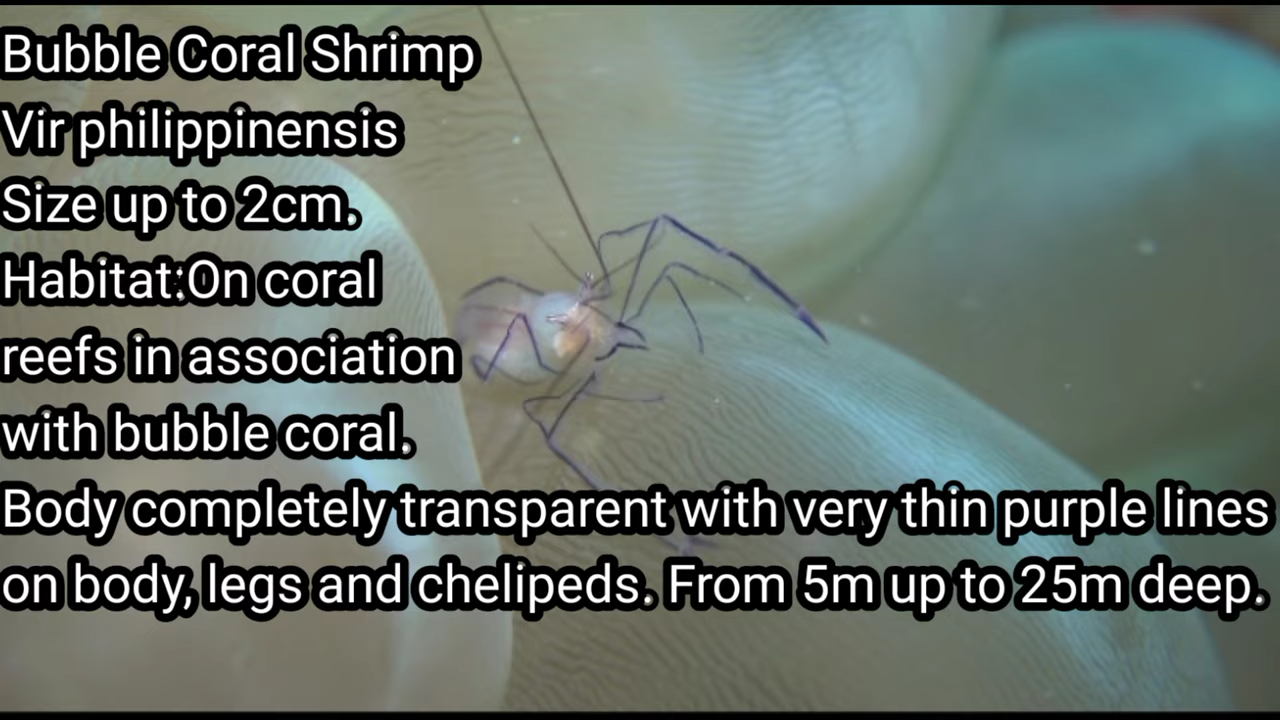 Bubble Coral Shrimp
Vir philippinensis
Size up to 2cm.
Habitat:On coral
reefs in association
with bubble coral.
Body completely transparent with very thin purple lines
on body, legs and chelipeds. From 5m up to 25m deep.